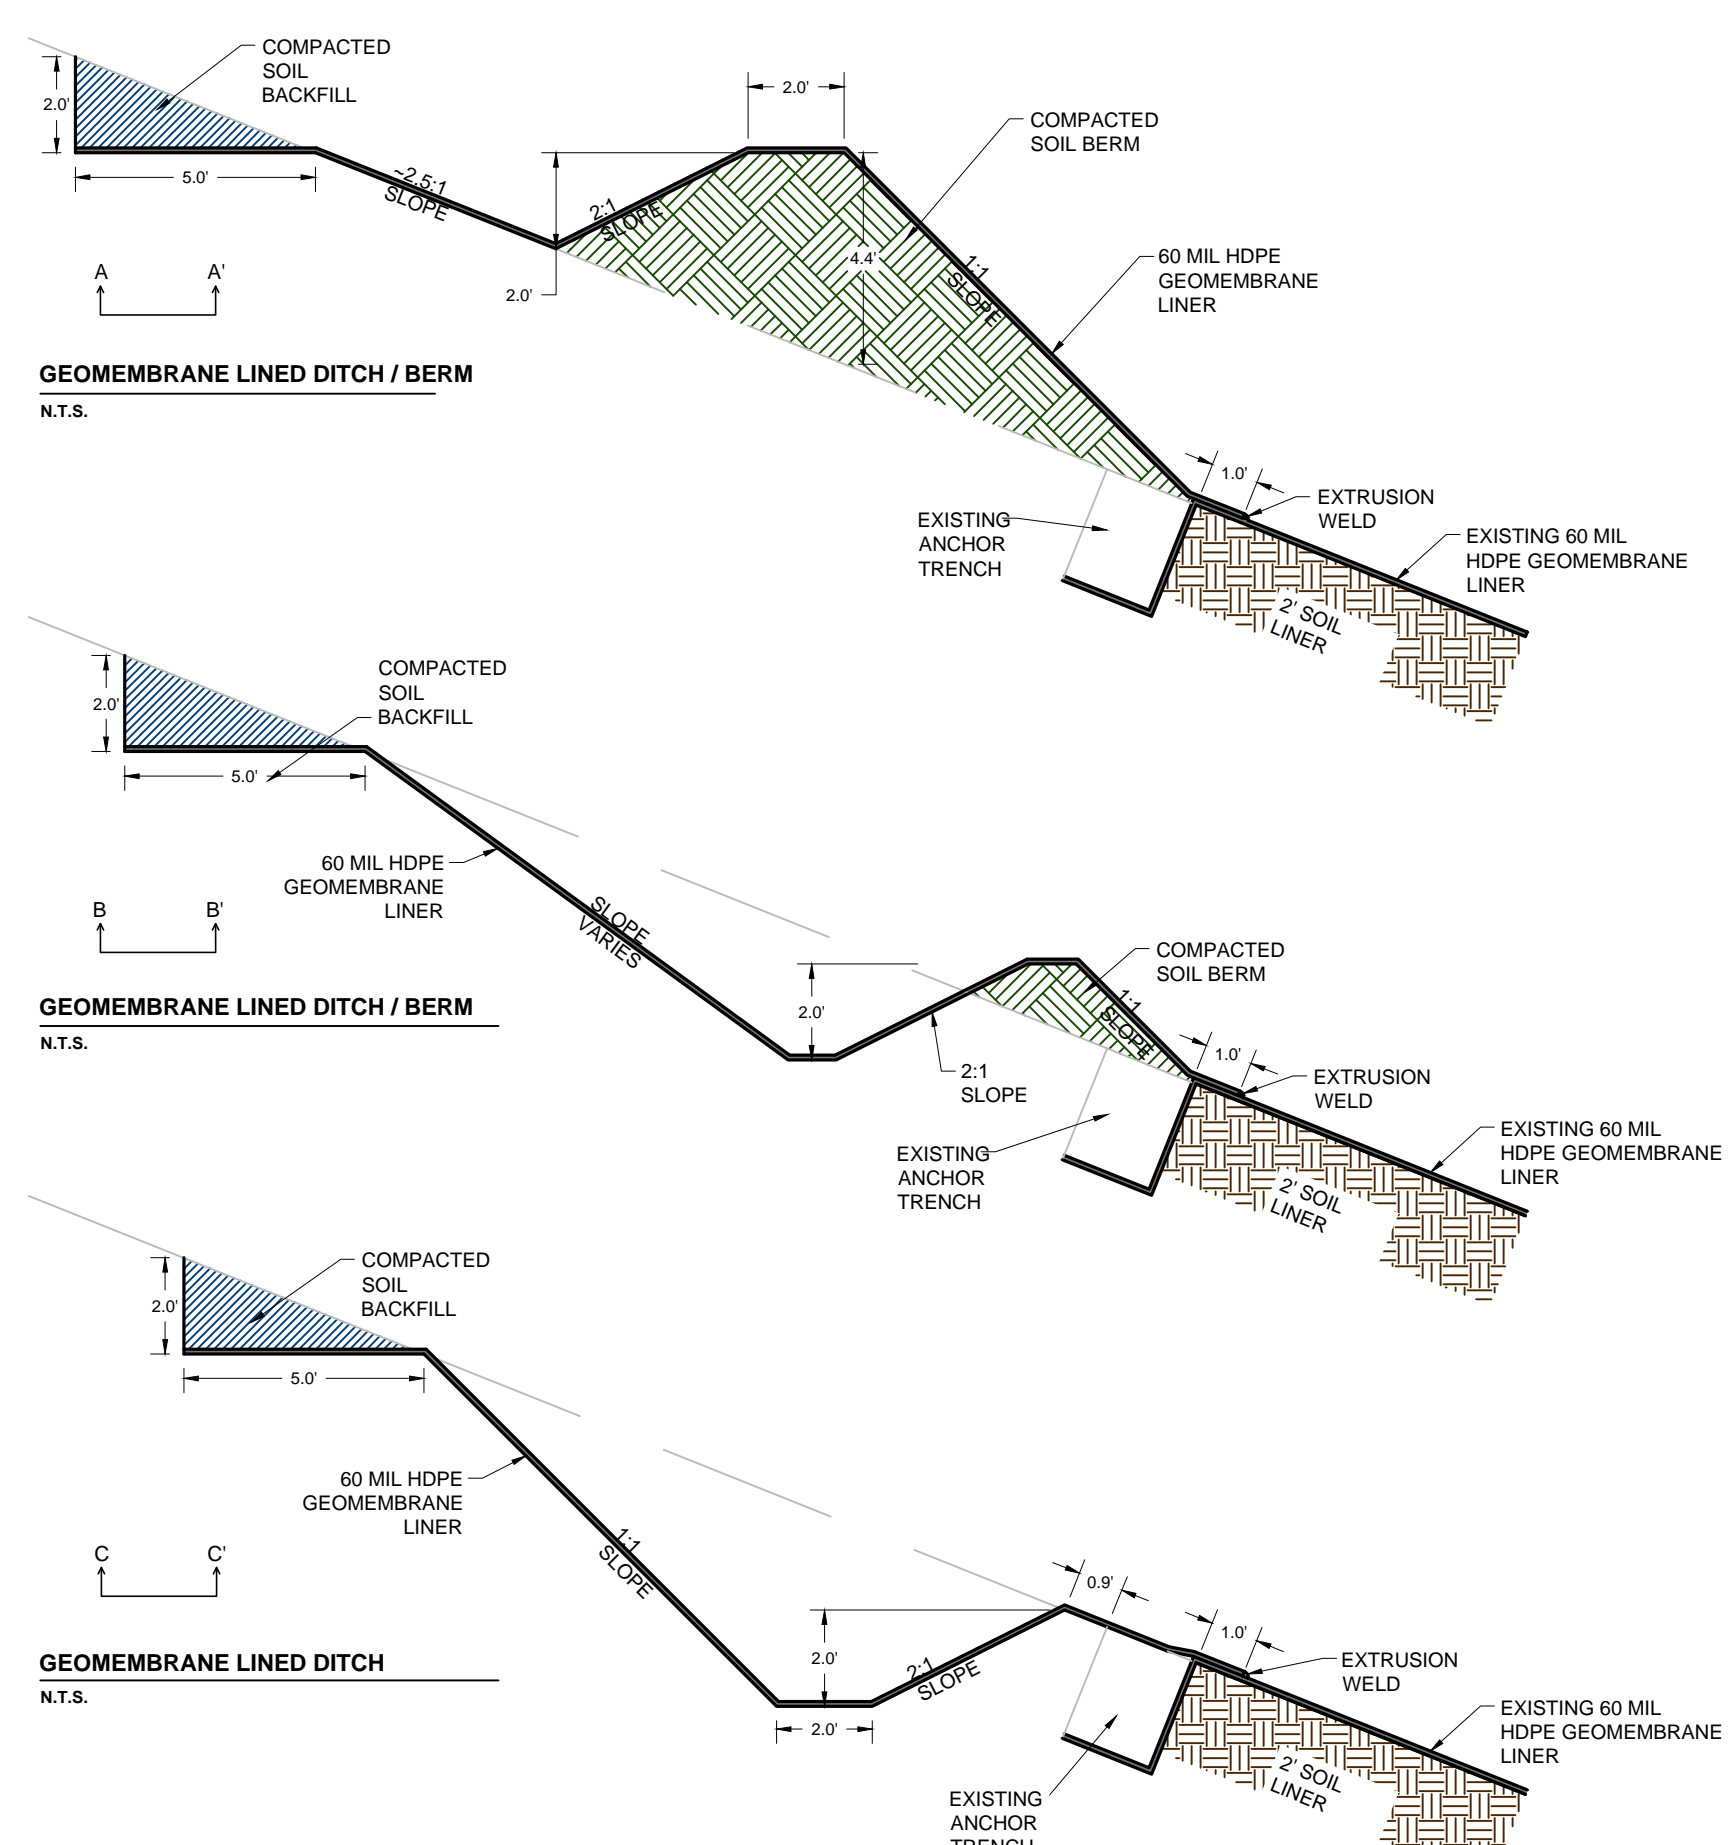 COMPACTED
SOIL
BACKFILL
2.0'
5.0'
~2.5:1
SLOPE
2:1
SLOPE
2.0'
2.0'
COMPACTED
SOIL BERM
4.4'
1:1
SLOPE
60 MIL HDPE
GEOMEMBRANE
LINER
A A'
GEOMEMBRANE LINED DITCH / BERM
N.T.S.
1.0'
EXTRUSION
WELD
EXISTING
ANCHOR
TRENCH
EXISTING 60 MIL
HDPE GEOMEMBRANE
LINER
2' SOIL
LINER
COMPACTED
SOIL
BACKFILL
2.0'
5.0'
60 MIL HDPE
GEOMEMBRANE
LINER
SLOPE
VARIES
B B'
GEOMEMBRANE LINED DITCH / BERM
N.T.S.
2.0'
2:1
SLOPE
COMPACTED
SOIL BERM
1:1
SLOPE
1.0'
EXTRUSION
WELD
EXISTING
ANCHOR
TRENCH
EXISTING 60 MIL
HDPE GEOMEMBRANE
LINER
2' SOIL
LINER
COMPACTED
SOIL
BACKFILL
2.0'
5.0'
60 MIL HDPE
GEOMEMBRANE
LINER
1:1
SLOPE
C C'
GEOMEMBRANE LINED DITCH
N.T.S.
2.0'
2.0'
2:1
SLOPE
0.9'
1.0'
EXTRUSION
WELD
EXISTING 60 MIL
HDPE GEOMEMBRANE
LINER
2' SOIL
LINER
EXISTING
ANCHOR
TRENCH